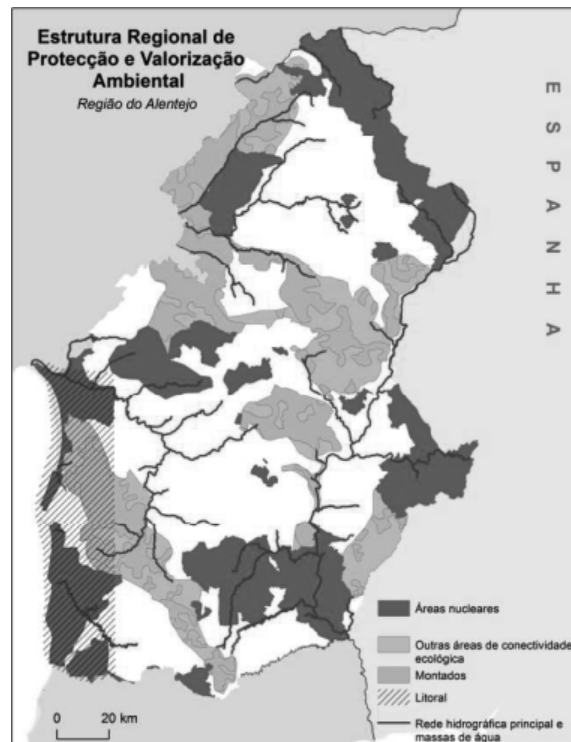 Estrutura Regional de
Protecção e Valorização
Ambiental
Região do Alentejo
ESPANHA
Áreas nucleares
Outras áreas de conectividade
ecológica
Montados
Litoral
Rede hidrográfica principal e
massas de água
0 20 km